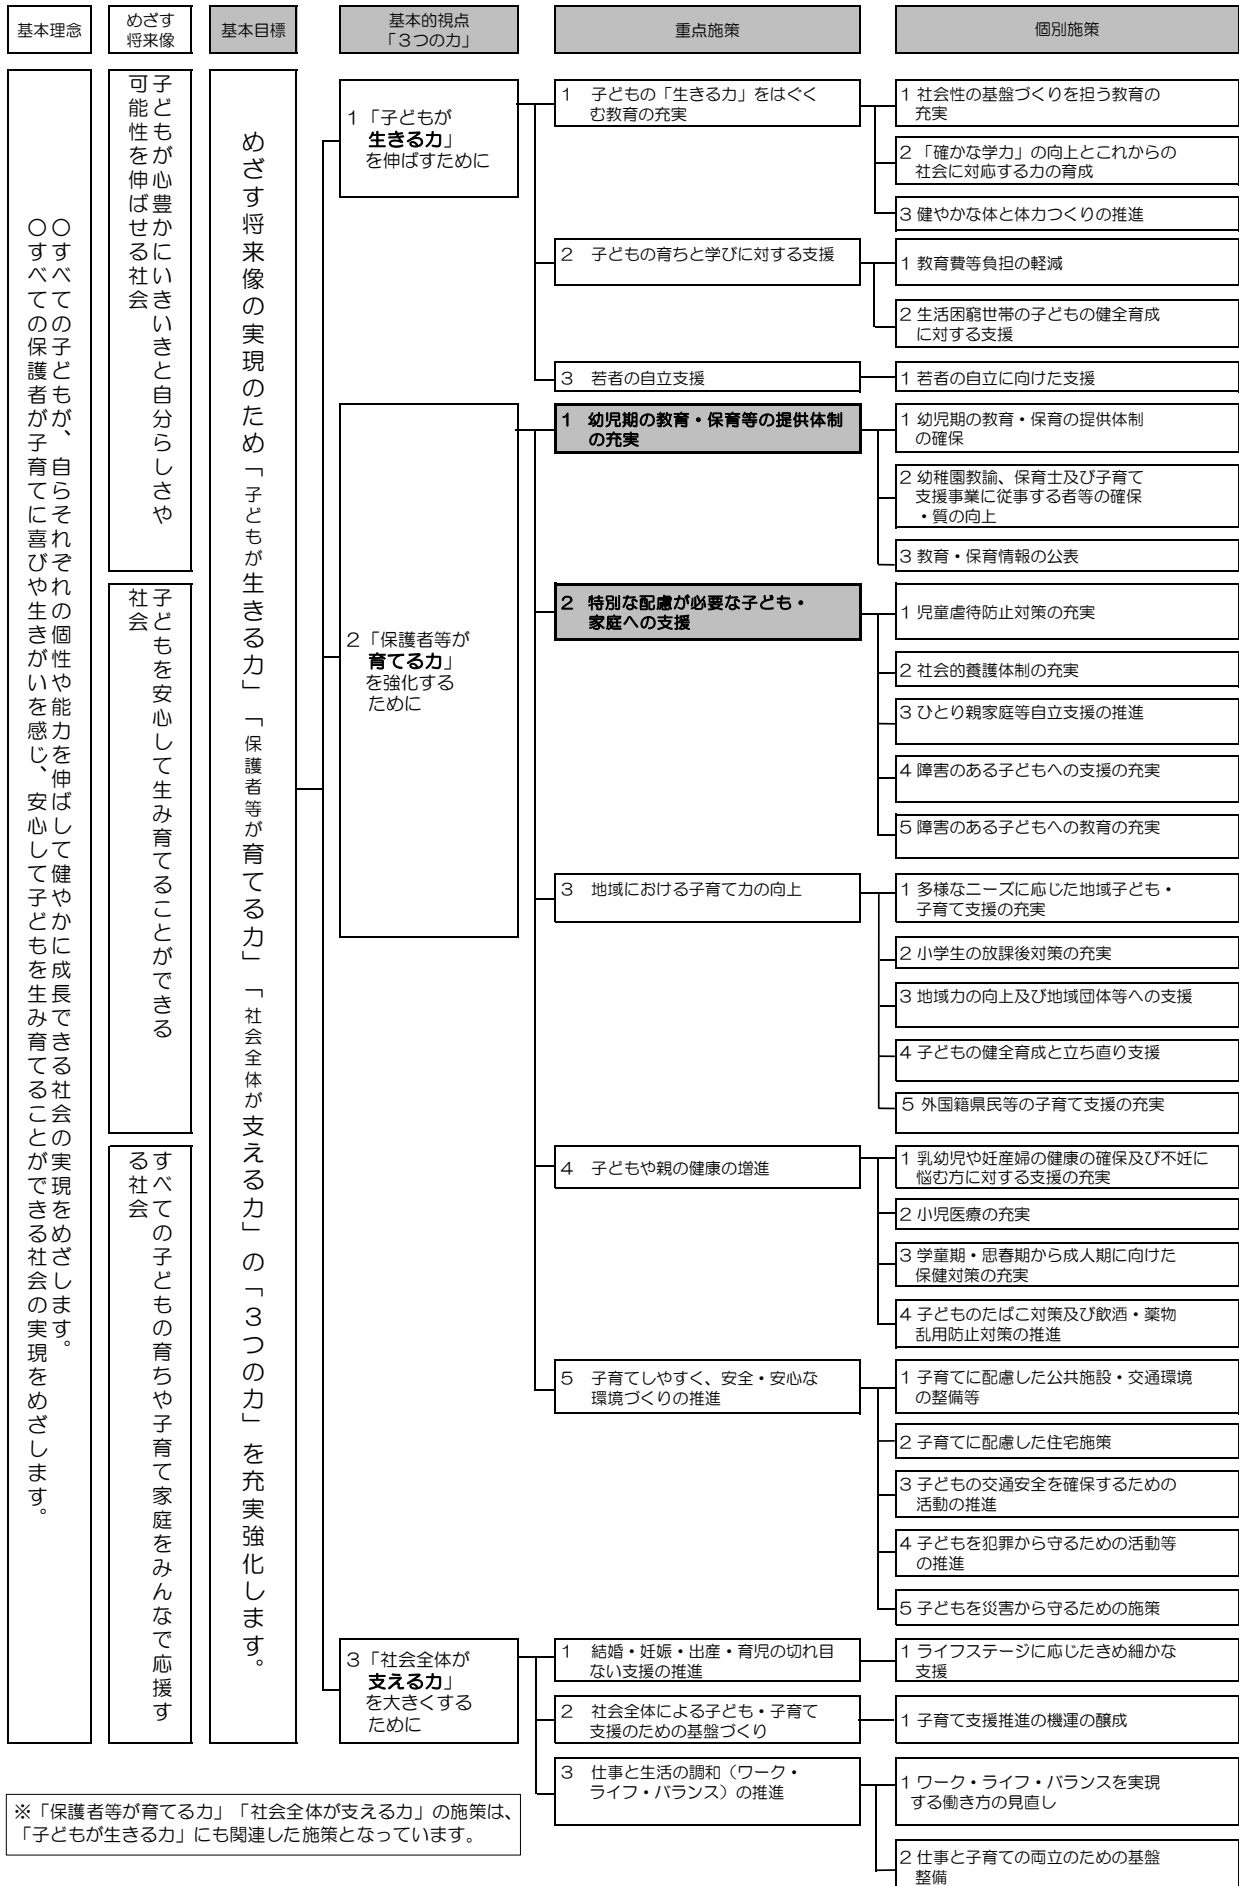 基本理念
めざす
将来像
基本目標
基本的視点
「３つの力」
重点施策
個別施策
○すべての子どもが、自らそれぞれの個性や能力を伸ばして健やかに成長できる社会の実現をめざします。
○すべての保護者が子育てに喜びや生きがいを感じ、安心して子どもを生み育てることができる社会の実現をめざします。
子どもが心豊かにいきいきと自分らしさや
可能性を伸ばせる社会
子どもを安心して生み育てることができる
社会
すべての子どもの育ちや子育て家庭をみんなで応援す
る社会
めざす将来像の実現のため「子どもが生きる力」「保護者等が育てる力」「社会全体が支える力」の「３つの力」を充実強化します。
１「子どもが
生きる力」
を伸ばすために
１　子どもの「生きる力」をはぐく
む教育の充実
１ 社会性の基盤づくりを担う教育の
充実
２ 「確かな学力」の向上とこれからの
社会に対応する力の育成
３ 健やかな体と体力つくりの推進
２　子どもの育ちと学びに対する支援
１ 教育費等負担の軽減
２ 生活困窮世帯の子どもの健全育成
に対する支援
３　若者の自立支援
１ 若者の自立に向けた支援
２「保護者等が
育てる力」
を強化する
ために
１　幼児期の教育・保育等の提供体制
の充実
１ 幼児期の教育・保育の提供体制
の確保
２ 幼稚園教諭、保育士及び子育て
支援事業に従事する者等の確保
・質の向上
３ 教育・保育情報の公表
２　特別な配慮が必要な子ども・
家庭への支援
１ 児童虐待防止対策の充実
２ 社会的養護体制の充実
３ ひとり親家庭等自立支援の推進
４ 障害のある子どもへの支援の充実
５ 障害のある子どもへの教育の充実
３　地域における子育て力の向上
１ 多様なニーズに応じた地域子ども・
子育て支援の充実
２ 小学生の放課後対策の充実
３ 地域力の向上及び地域団体等への支援
４ 子どもの健全育成と立ち直り支援
５ 外国籍県民等の子育て支援の充実
４　子どもや親の健康の増進
１ 乳幼児や妊産婦の健康の確保及び不妊に
悩む方に対する支援の充実
２ 小児医療の充実
３ 学童期・思春期から成人期に向けた
保健対策の充実
４ 子どものたばこ対策及び飲酒・薬物
乱用防止対策の推進
５　子育てしやすく、安全・安心な
環境づくりの推進
１ 子育てに配慮した公共施設・交通環境
の整備等
２ 子育てに配慮した住宅施策
３ 子どもの交通安全を確保するための
活動の推進
４ 子どもを犯罪から守るための活動等
の推進
５ 子どもを災害から守るための施策
３「社会全体が
支える力」
を大きくする
ために
１　結婚・妊娠・出産・育児の切れ目
ない支援の推進
１ ライフステージに応じたきめ細かな
支援
２　社会全体による子ども・子育て
支援のための基盤づくり
１ 子育て支援推進の機運の醸成
３　仕事と生活の調和（ワーク・
ライフ・バランス）の推進
１ ワーク・ライフ・バランスを実現
する働き方の見直し
２ 仕事と子育ての両立のための基盤
整備
※「保護者等が育てる力」「社会全体が支える力」の施策は、
「子どもが生きる力」にも関連した施策となっています。